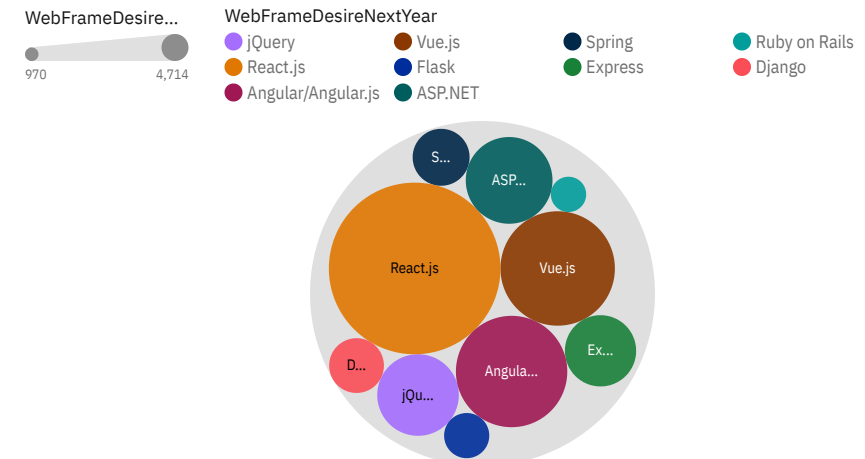 WebFrameDesire...
970 4,714
WebFrameDesireNextYear
jQuery Vue.js Spring Ruby on Rails
React.js Flask Express Django
Angular/Angular.js ASP.NET
S...
ASP...
React.js
Vue.js
Ex...
D...
Angula...
jQu...